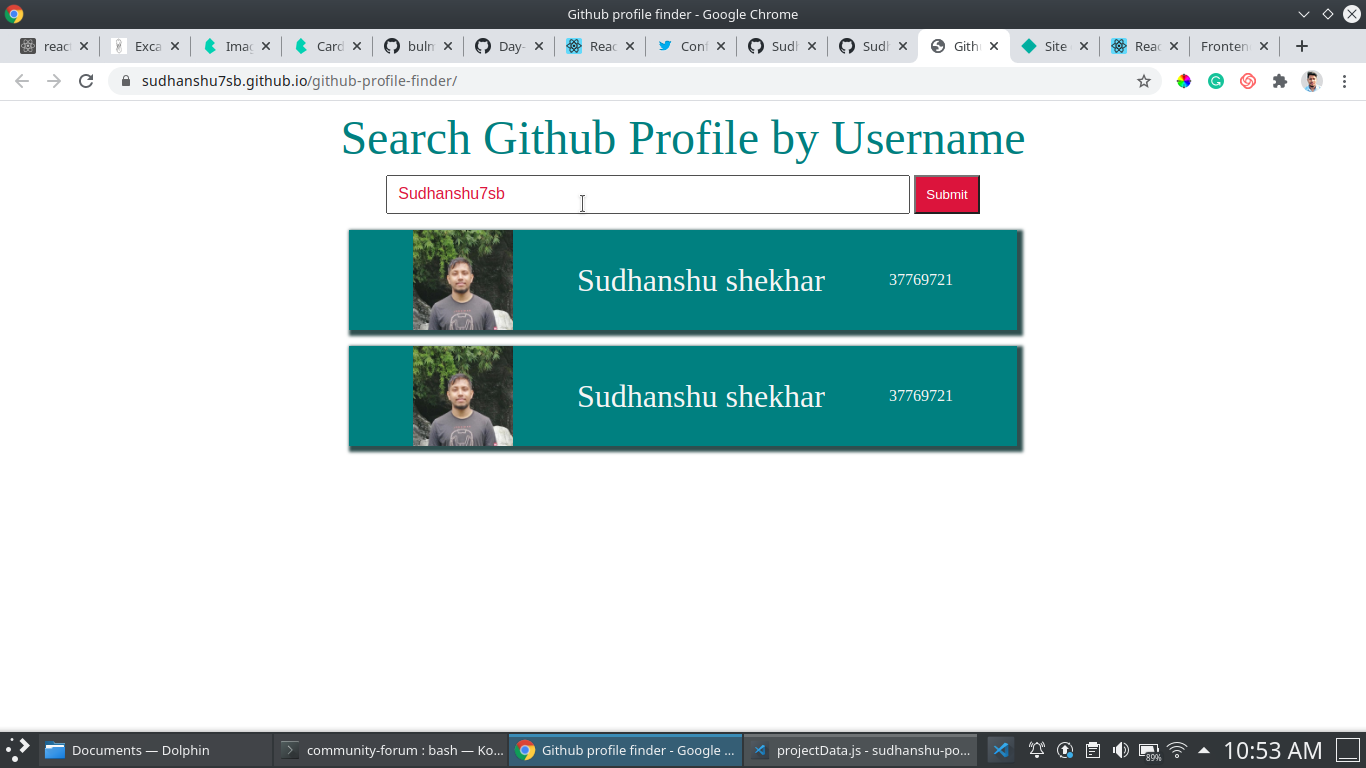 Github profile finder - Google Chrome
reac
Exca
Imag
Card
bulm
Day-
Reac
Conf
Sudh
Sudh
Gith
Site
Reac
Fronten
sudhanshu7sb.github.io/github-profile-finder/
Search Github Profile by Username
Sudhanshu7sb
Submit
Sudhanshu shekhar
37769721
Sudhanshu shekhar
37769721
Documents — Dolphin
community-forum : bash — Ko...
Github profile finder - Google ...
projectData.js - sudhanshu-po...
89%
10:53 AM